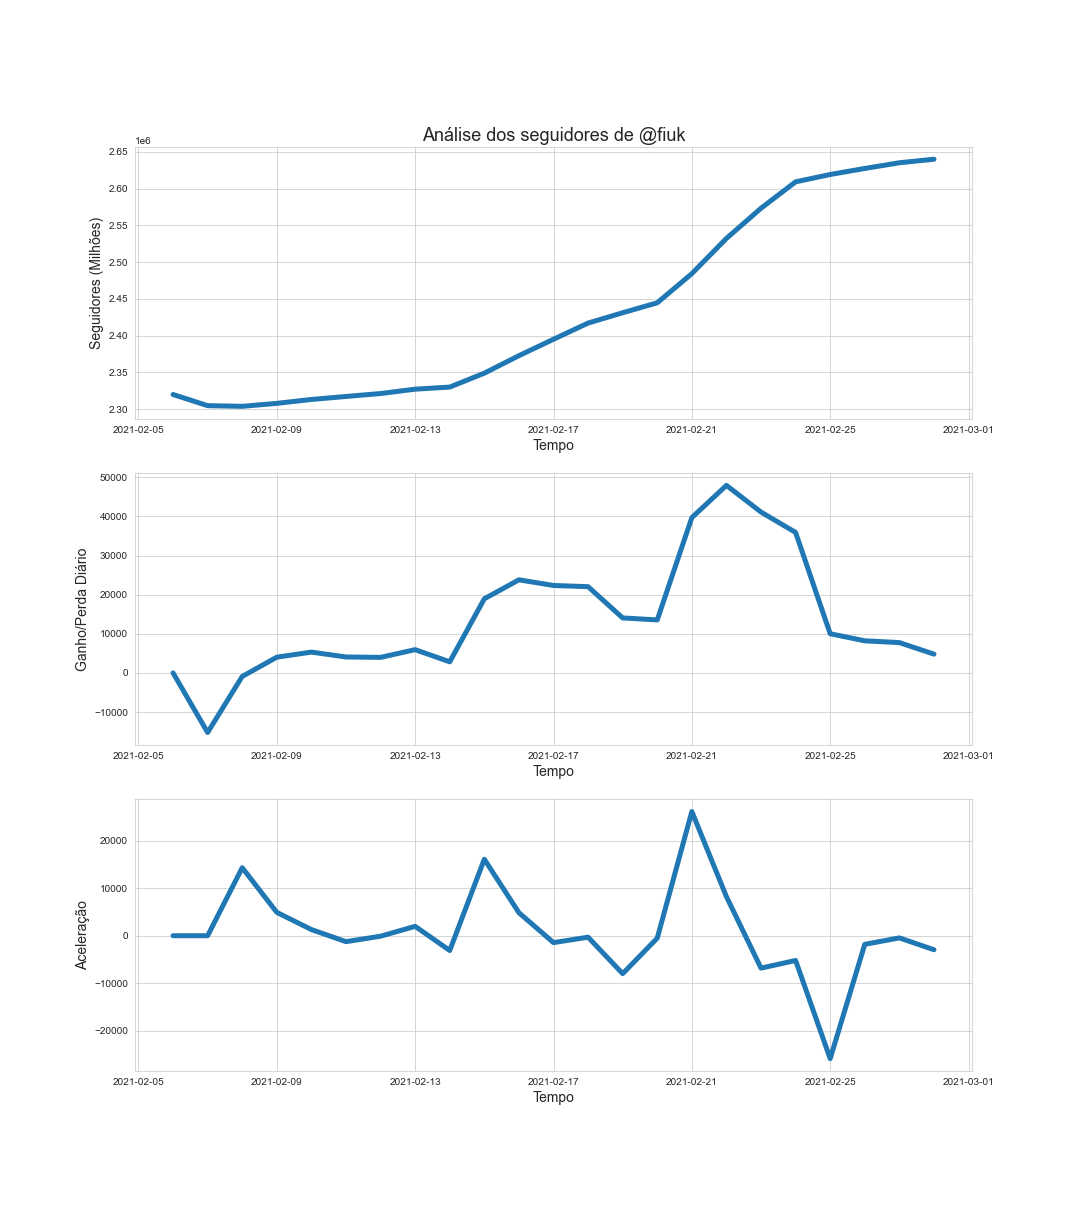 Análise dos seguidores de @fiuk
1e6
2.65
2.60
2.55
2.50
2.45
2.40
2.35
2.30
Seguidores (Milhões)
2021-02-05 2021-02-09 2021-02-13 2021-02-17 2021-02-21 2021-02-25 2021-03-01
Tempo
50000
40000
30000
20000
10000
0
−10000
Ganho/Perda Diário
2021-02-05 2021-02-09 2021-02-13 2021-02-17 2021-02-21 2021-02-25 2021-03-01
Tempo
20000
10000
0
−10000
−20000
Aceleração
2021-02-05 2021-02-09 2021-02-13 2021-02-17 2021-02-21 2021-02-25 2021-03-01
Tempo